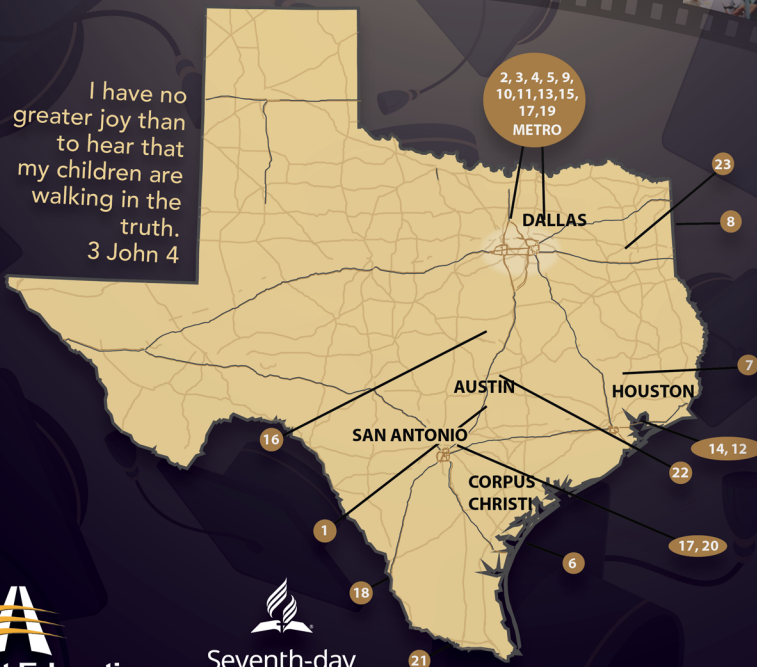 I have no
greater joy than
to hear that
my children are
walking in the
truth.
3 John 4
2, 3, 4, 5, 9,
10,11,13,15,
17,19
METRO
23
8
DALLAS
7
AUSTIN
HOUSTON
16
SAN ANTONIO
14, 12
22
CORPUS
CHRISTI
1
17, 20
6
18
21
Seventh-day